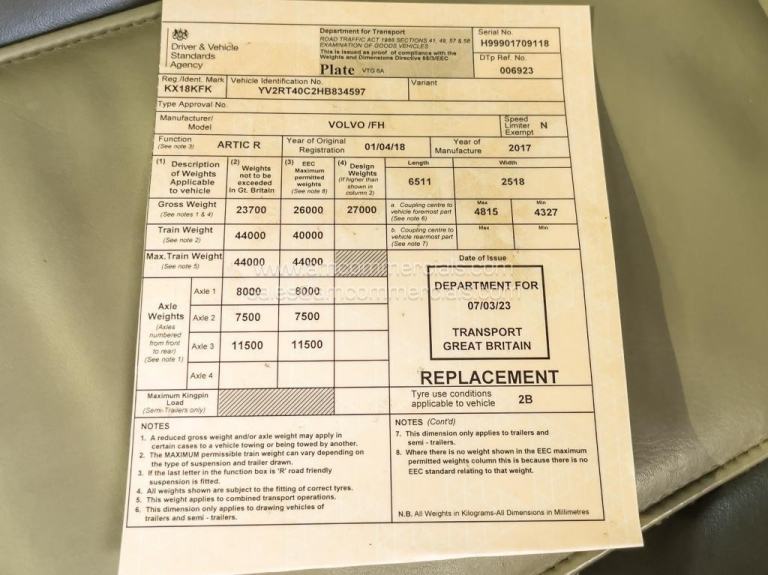 Driver & Vehicle
Standards
Agency
Department for Transport
ROAD TRAFFIC ACT 1988 SECTIONS 41, 49, 57 & 58
EXAMINATION OF GOODS VEHICLES
This is issued as proof of compliance with the
Weights and Dimensions Directive
Plate VTG 6A
Serial No.
H99901709118
DTp Ref. No.
006923
Reg./Ident. Mark
KX18KFK
Vehicle Identification No.
YV2RT40C2HB834597
Variant
Type Approval No.
Manufacturer/
Model
VOLVO /FH
Speed
Limiter N
Exempt
Function
(See note 3)
ARTIC R
Year of Original
Registration 01/04/18
Year of
Manufacture 2017
(1) Description
of Weights
Applicable
to vehicle
(2) Weights
not to be
exceeded
in Gt. Britain
(3) EEC
Maximum
permitted
weights
(See note 8)
(4) Design
Weights
(if higher than
shown in
column 2)
Length
6511
Width
2518
Gross Weight
(See notes 1 & 4)
23700 26000 27000
a. Coupling centre to
vehicle foremost part
(See note 6)
Max
4815
Min
4327
Train Weight
(See note 2)
44000 40000
b. Coupling centre to
vehicle rearmost part
(See note 7)
Max
Min
Max. Train Weight
(See note 5)
44000 44000
Axle
Weights
(Axles
numbered
from front
to rear)
(See note 1)
Axle 1 8000 8000
Axle 2 7500 7500
Axle 3 11500 11500
Axle 4
Maximum Kingpin
Load
(Semi-Trailers only)
Date of Issue
DEPARTMENT FOR
07/03/23
TRANSPORT
GREAT BRITAIN
REPLACEMENT
Tyre use conditions
applicable to vehicle 2B
NOTES
1. A reduced gross weight and/or axle weight may apply in
certain cases to a vehicle towing or being towed by another.
2. The MAXIMUM permissible train weight can vary depending on
the type of suspension and trailer drawn.
3. If the last letter in the function box is 'R' road friendly
suspension is fitted.
4. All weights shown are subject to the fitting of correct tyres.
5. This weight applies to combined transport operations.
6. This dimension only applies to drawing vehicles of
trailers and semi - trailers.
NOTES (Cont'd)
7. This dimension only applies to trailers and
semi - trailers.
8. Where there is no weight shown in the EEC maximum
permitted weights column this is because there is no
EEC standard relating to that weight.
N.B. All Weights in Kilograms-All Dimensions in Millimetres